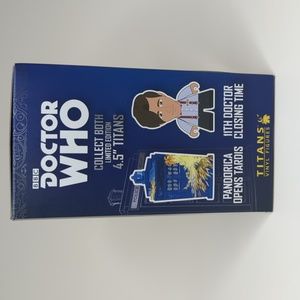 BBC
DOCTOR
WHO
COLLECT BOTH
LIMITED EDITION
4.5" TITANS
PANDORICA
OPENS TARDIS
11TH DOCTOR
CLOSING TIME
TITANS
VINYL FIGURES